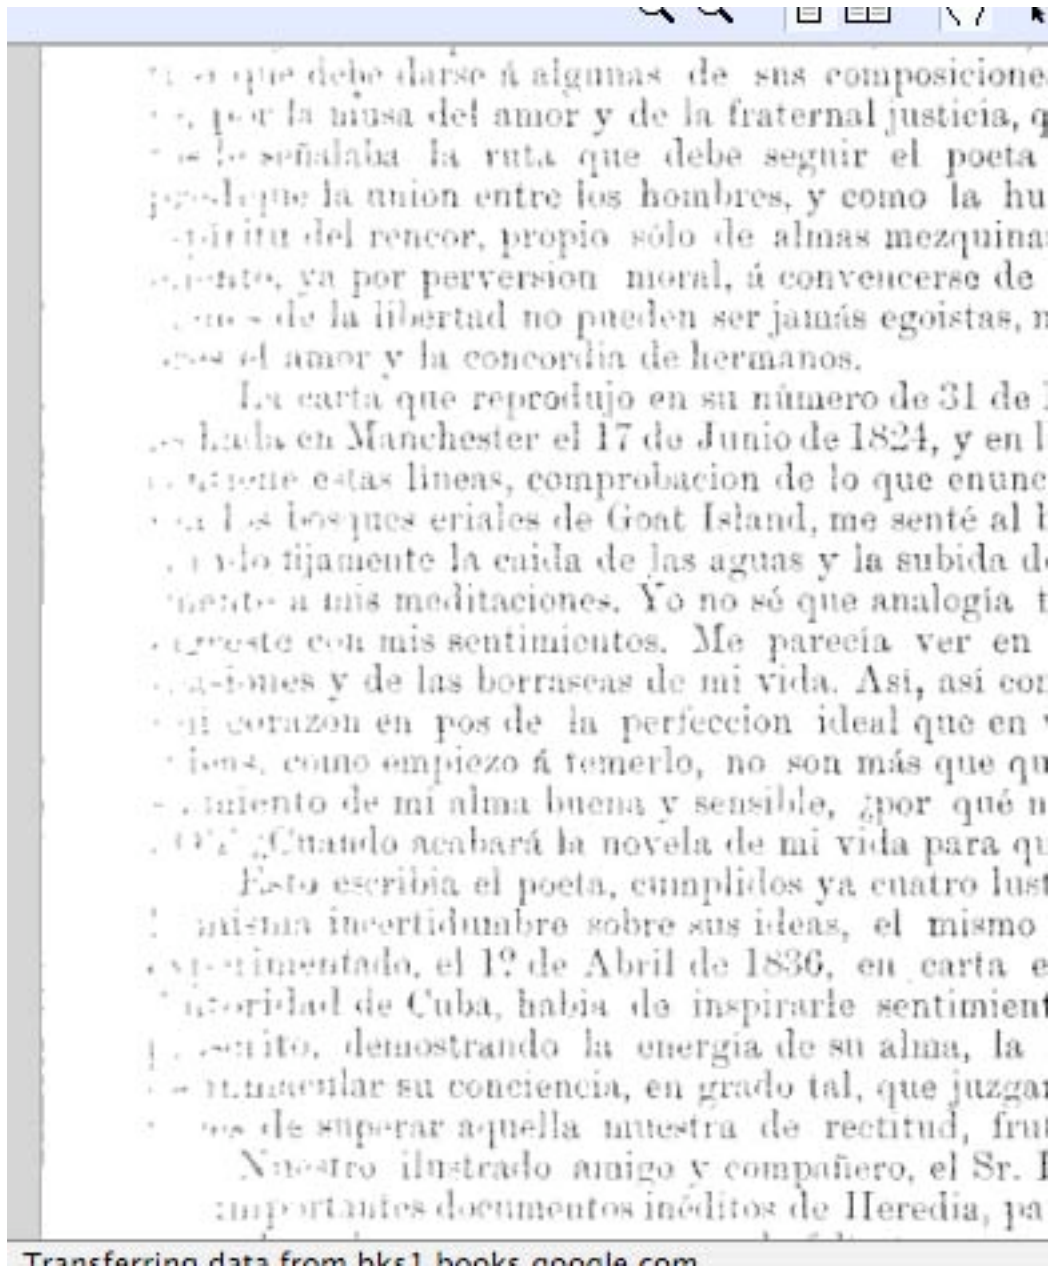 que debe darse á algunas de sus composicione
por la musa del amor y de la fraternal justicia, q
señalaba la ruta que debe seguir el poeta
la union entre los hombres, y como la hu
del rencor, propio sólo de almas mezquina
ya por perversion moral, á convencerse de
de la libertad no pueden ser jamás egoistas,
el amor y la concordia de hermanos.
La carta que reprodujo en su número de 31 de
en Manchester el 17 de Junio de 1824, y en
estas lineas, comprobacion de lo que enunc
los bosques eriales de Goat Island, me senté al
fijamente la caida de las aguas y la subida d
á mis meditaciones. Yo no sé que analogía t
con mis sentimientos. Me parecía ver en
y de las borrascas de mi vida. Asi, así con
corazon en pos de la perfeccion ideal que en
como empiezo á temerlo, no son más que qu
de mi alma buena y sensible, ¿por qué n
¿Cuando acabará la novela de mi vida para qu
Esto escribia el poeta, cumplidos ya cuatro lust
misma incertidumbre sobre sus ideas, el mismo
el 1º de Abril de 1836, en carta e
de Cuba, habia de inspirarle sentimient
demostrando la energia de su alma, la
su conciencia, en grado tal, que juzgar
de superar aquella muestra de rectitud, frut
Nuestro ilustrado amigo y compañero, el Sr.
importantes documentos inéditos de Heredia, pa
Transferring data from bks1.books.google.com